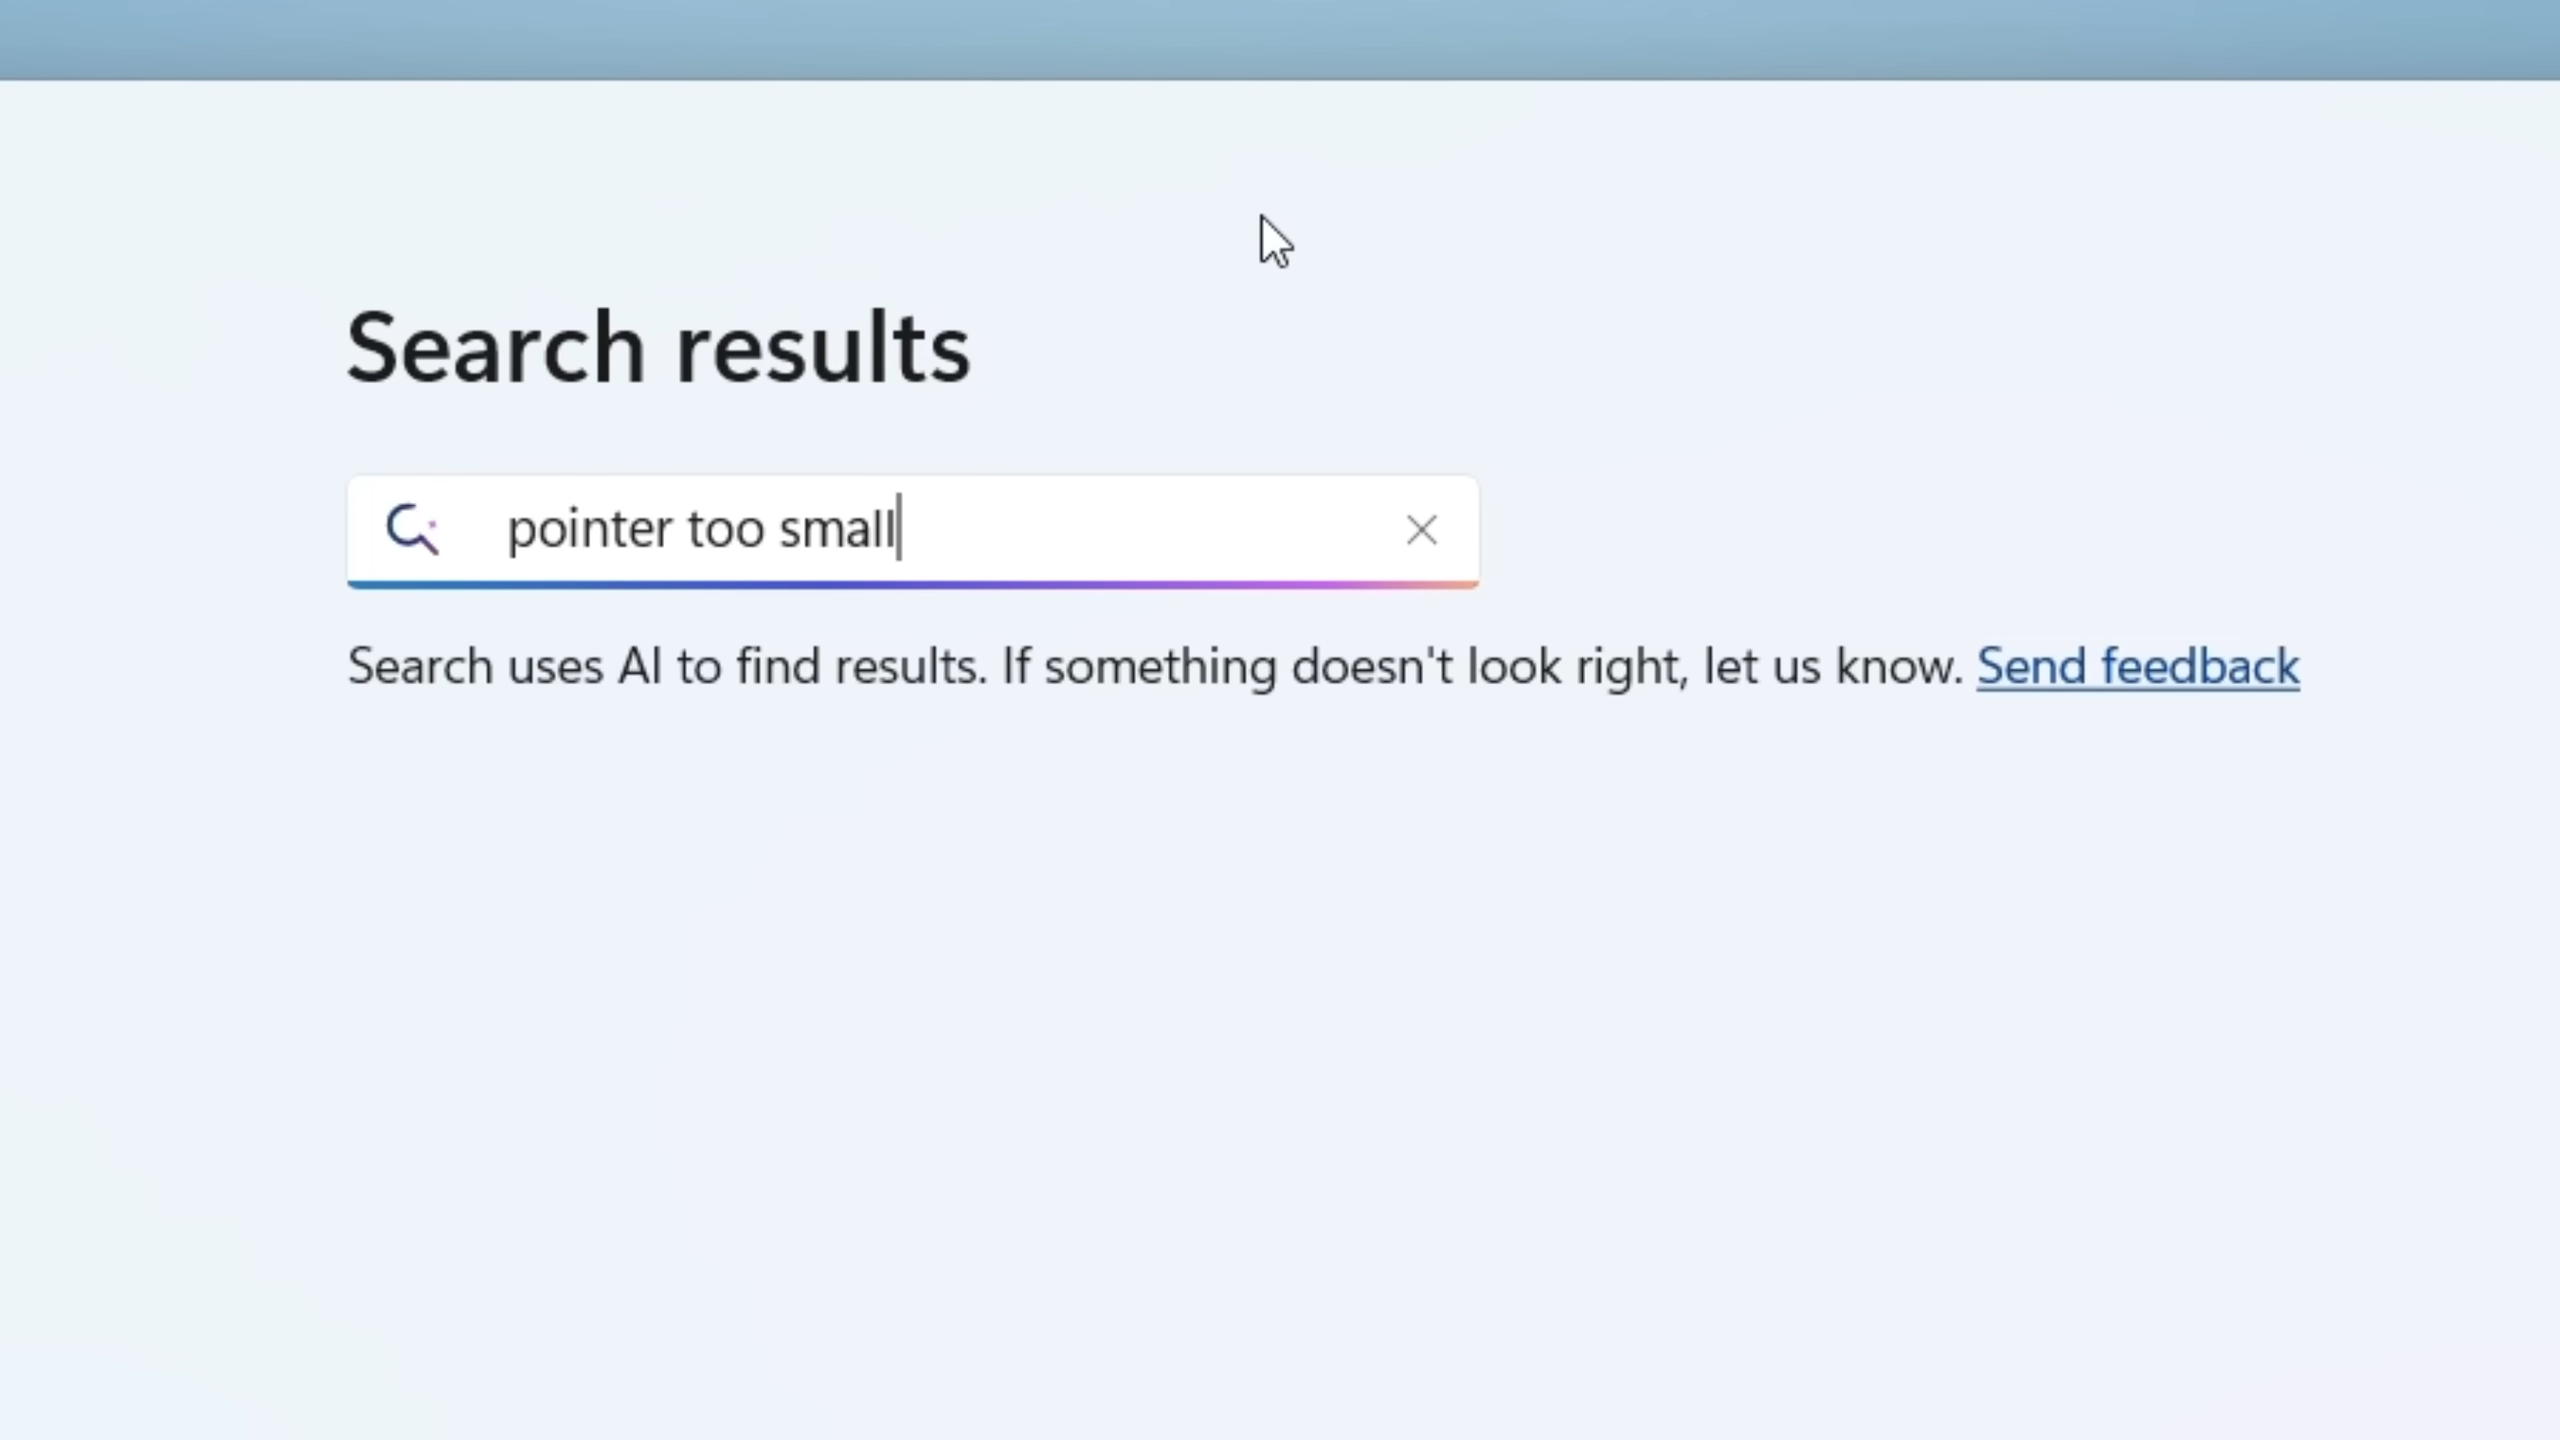 Search results
pointer too small
Search uses AI to find results. If something doesn't look right, let us know. Send feedback